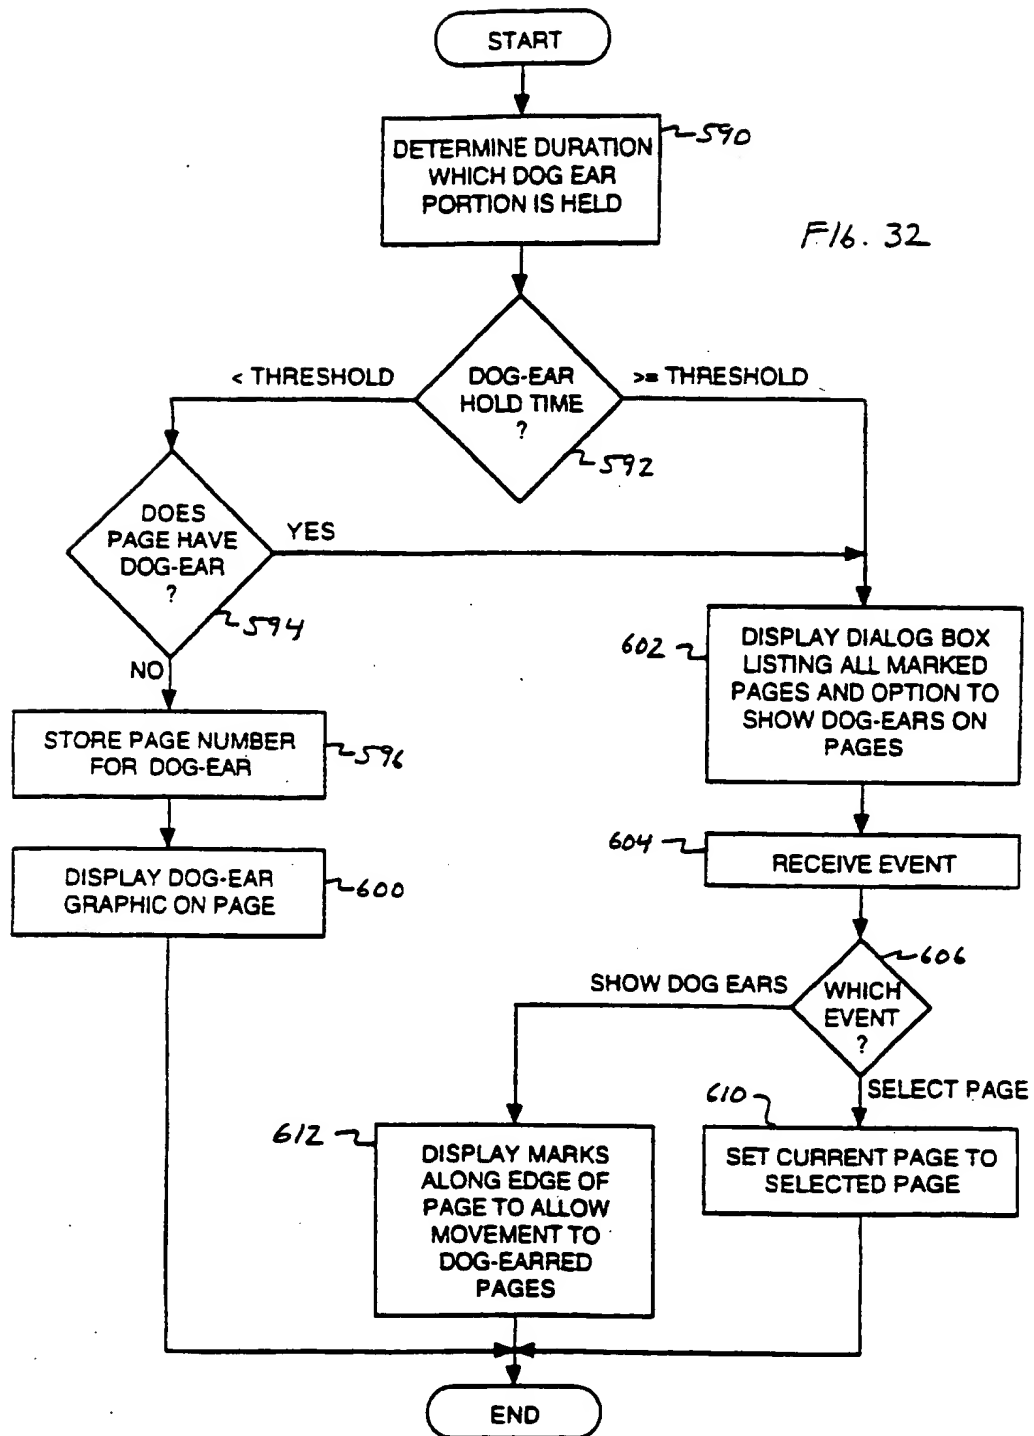 START
DETERMINE DURATION
WHICH DOG EAR
PORTION IS HELD
590
FIG. 32
< THRESHOLD
DOG-EAR
HOLD TIME
?
>= THRESHOLD
592
DOES
PAGE HAVE
DOG-EAR
?
YES
594
NO
602
DISPLAY DIALOG BOX
LISTING ALL MARKED
PAGES AND OPTION TO
SHOW DOG-EARS ON
PAGES
STORE PAGE NUMBER
FOR DOG-EAR
596
604
RECEIVE EVENT
DISPLAY DOG-EAR
GRAPHIC ON PAGE
600
606
SHOW DOG EARS
WHICH
EVENT
?
SELECT PAGE
610
SET CURRENT PAGE TO
SELECTED PAGE
612
DISPLAY MARKS
ALONG EDGE OF
PAGE TO ALLOW
MOVEMENT TO
DOG-EARRED
PAGES
END